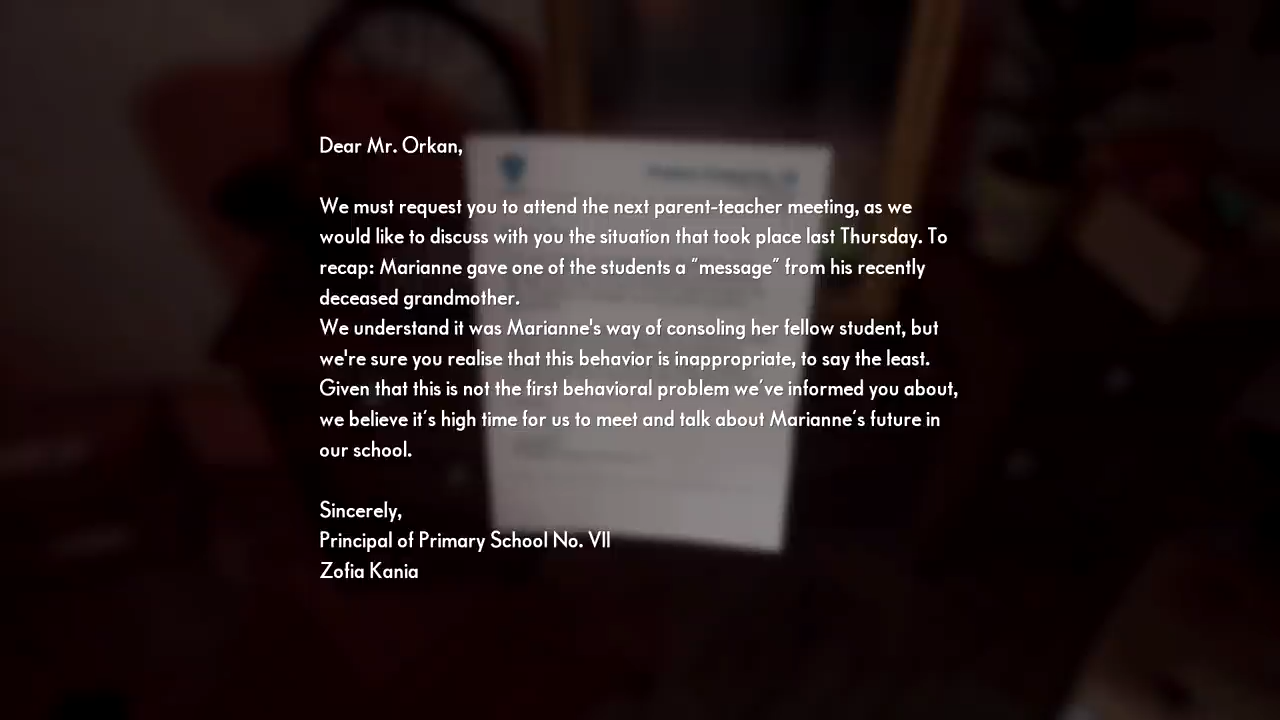 Dear Mr. Orkan,
We must request you to attend the next parent-teacher meeting, as we
would like to discuss with you the situation that took place last Thursday. To
recap: Marianne gave one of the students a "message" from his recently
deceased grandmother.
We understand it was Marianne's way of consoling her fellow student, but
we're sure you realise that this behavior is inappropriate, to say the least.
Given that this is not the first behavioral problem we've informed you about,
we believe it's high time for us to meet and talk about Marianne's future in
our school.
Sincerely,
Principal of Primary School No. VII
Zofia Kania